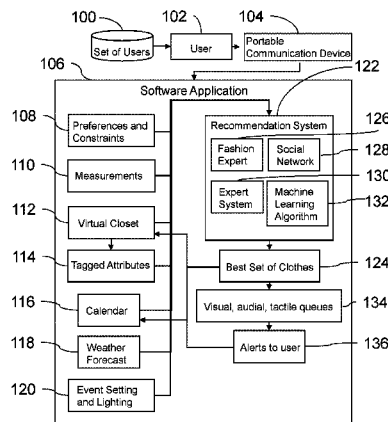 100
102
104
Set of Users
User
Portable
Communication Device
106
122
Software Application
108
Preferences and
Constraints
110
Measurements
112
Virtual Closet
114
Tagged Attributes
116
Calendar
118
Weather
Forecast
120
Event Setting
and Lighting
Recommendation System
126
Fashion
Expert
Social
Network
128
130
Expert
System
Machine
Learning
Algorithm
132
Best Set of Clothes
124
Visual, audial, tactile queues
134
Alerts to user
136